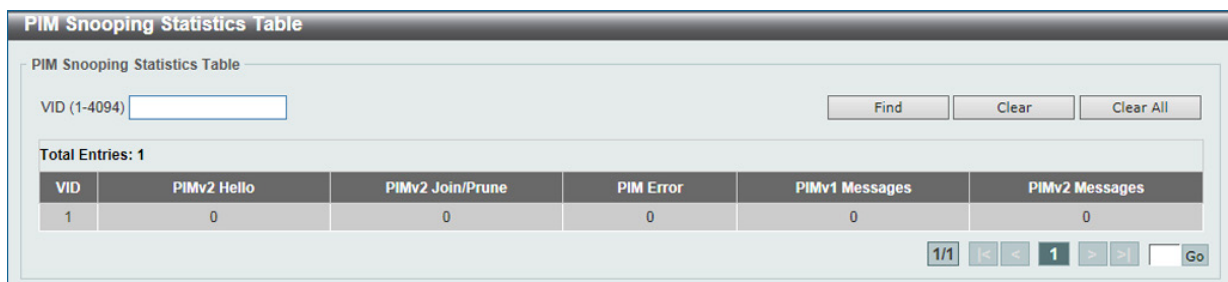 PIM Snooping Statistics Table
PIM Snooping Statistics Table
VID (1-4094) Find Clear Clear All
Total Entries: 1
VID PIMv2 Hello PIMv2 Join/Prune PIM Error PIMv1 Messages PIMv2 Messages
1 0 0 0 0 0
1/1 |< < 1 > >| Go